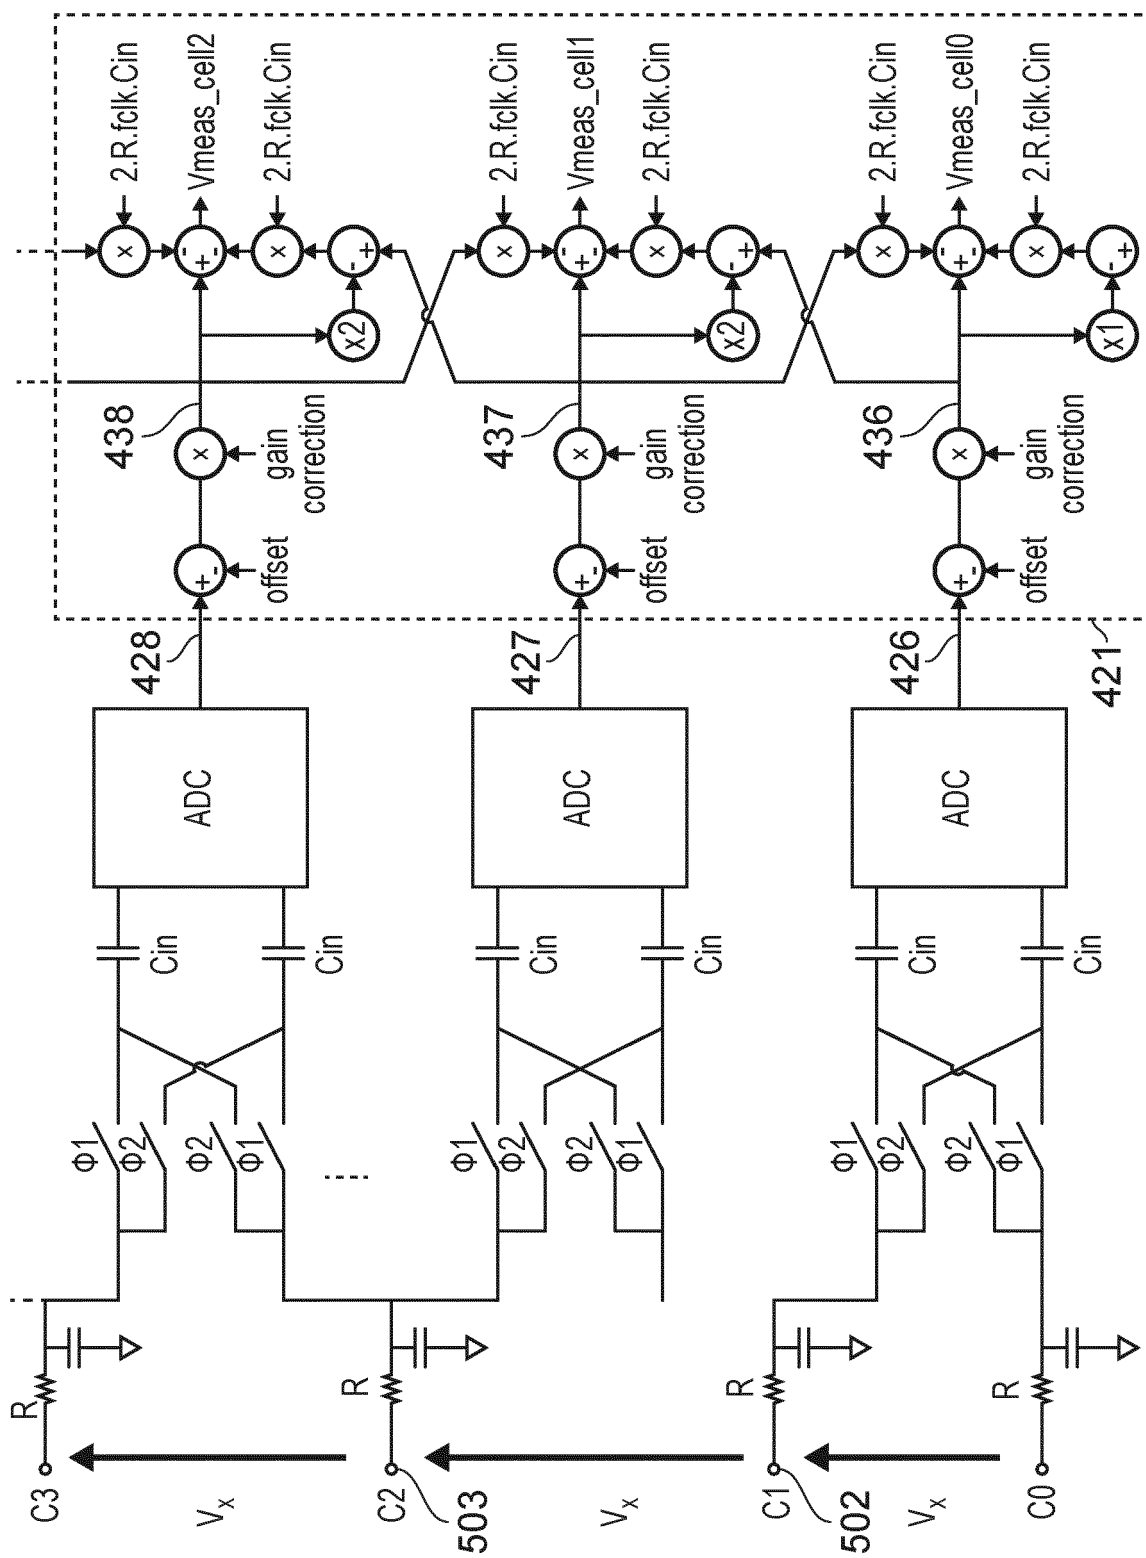 C3
R
Vx
Φ1
Φ2
Φ2
Φ1
Cin
Cin
ADC
428
+
-
offset
x
gain
correction
438
x
2.R.fclk.Cin
+
-
-
Vmeas_cell2
x
2.R.fclk.Cin
x2
-
+
C2
503
R
Vx
Φ1
Φ2
Φ2
Φ1
Cin
Cin
ADC
427
+
-
offset
x
gain
correction
437
x
2.R.fclk.Cin
+
-
-
Vmeas_cell1
x
2.R.fclk.Cin
x2
-
+
C1
502
R
Vx
C0
R
Φ1
Φ2
Φ2
Φ1
Cin
Cin
ADC
426
+
-
offset
x
gain
correction
436
x
2.R.fclk.Cin
+
-
-
Vmeas_cell0
x
2.R.fclk.Cin
x1
-
+
421